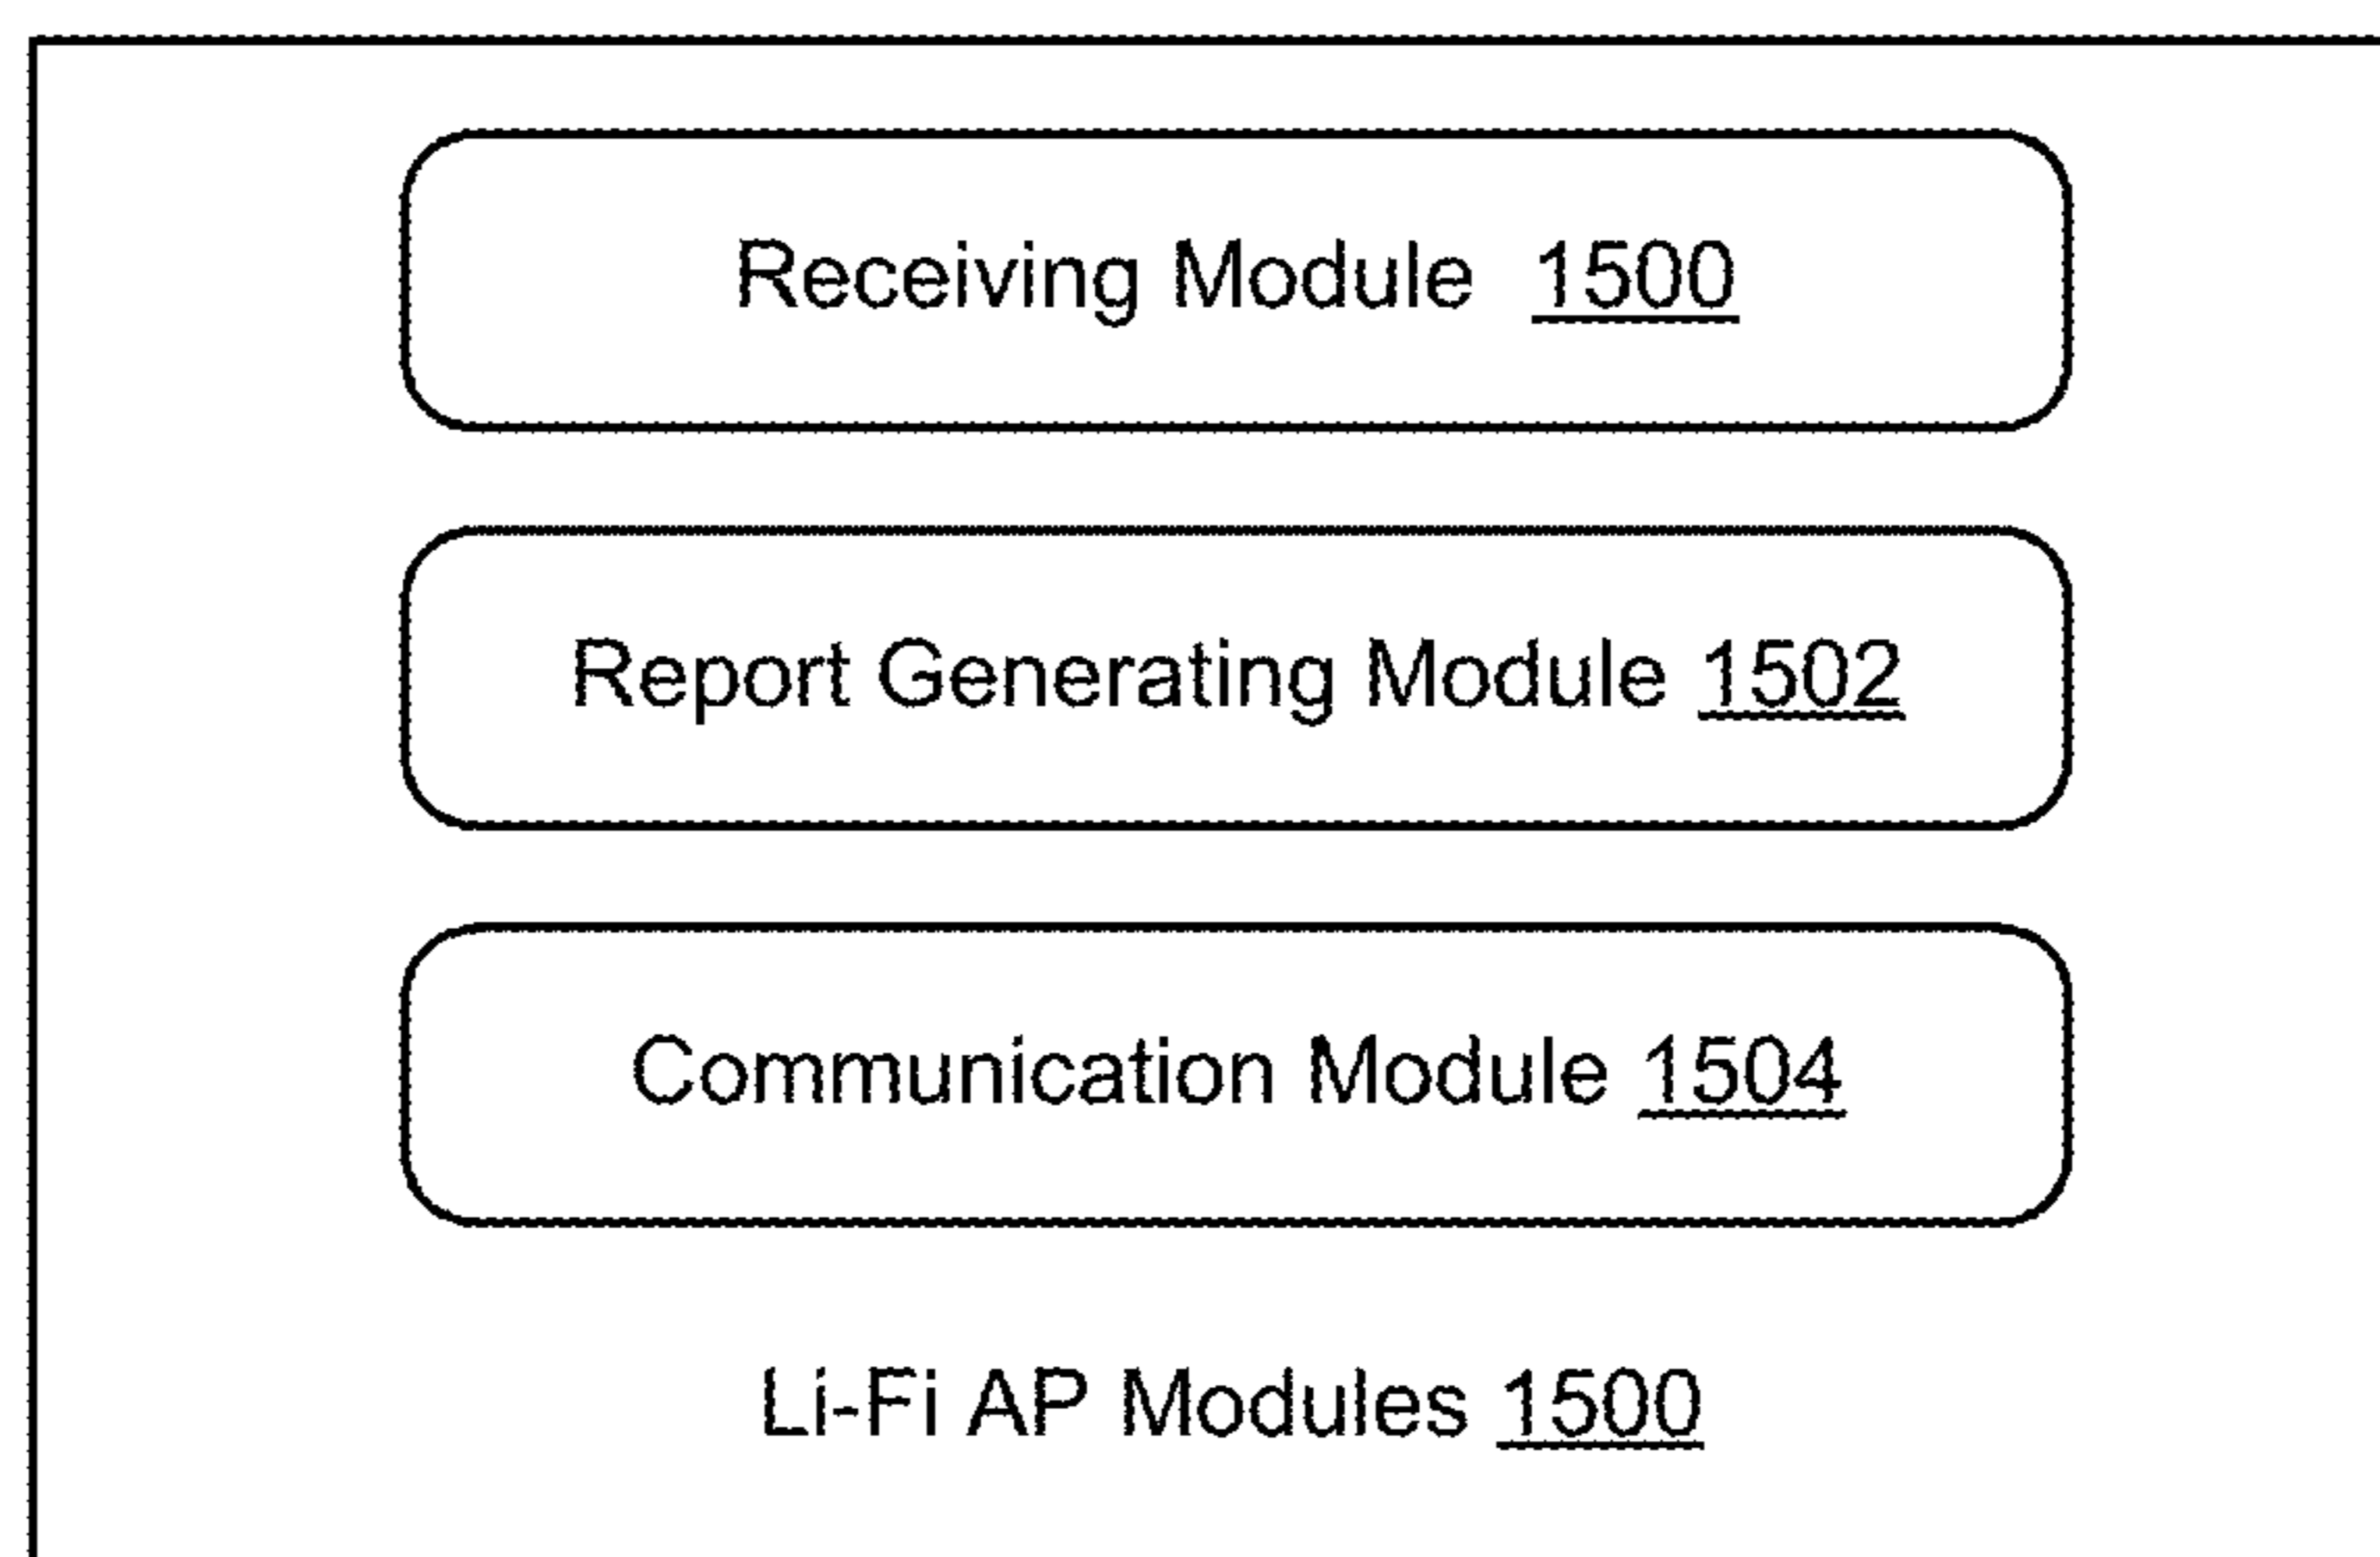 Receiving Module 1500
Report Generating Module 1502
Communication Module 1504
Li-Fi AP Modules 1500